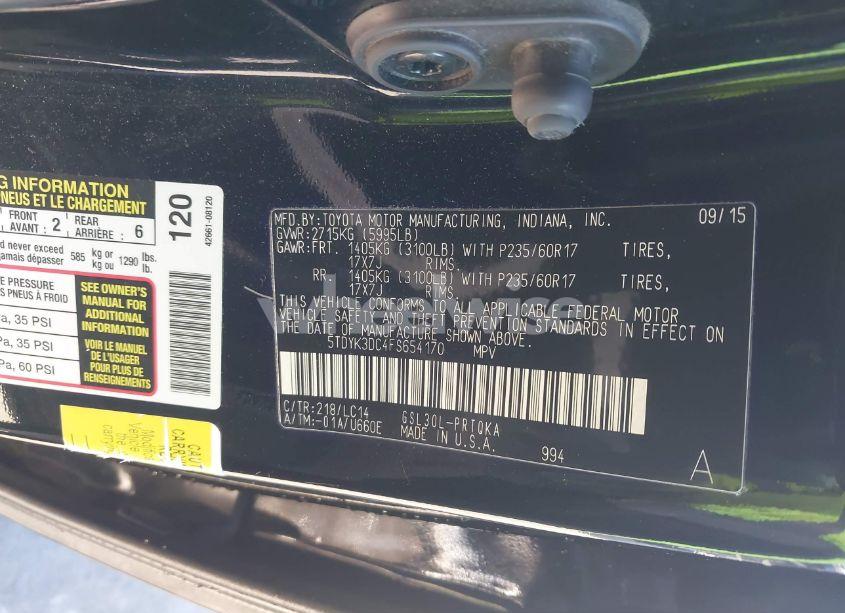 G INFORMATION
NEUS ET LE CHARGEMENT
FRONT
AVANT : 2 REAR
ARRIÈRE : 6
d never exceed
jamais dépasser 585 kg or
kg ou 1290 lbs.
lb.
E PRESSURE
S PNEUS À FROID
a, 35 PSI
Pa, 35 PSI
Pa, 60 PSI
SEE OWNER'S
MANUAL FOR
ADDITIONAL
INFORMATION
VOIR LE MANUEL
DE L'USAGER
POUR PLUS DE
RENSEIGNEMENTS
120
42661-08120
MFD.BY:TOYOTA MOTOR MANUFACTURING, INDIANA, INC. 09/15
GVWR:2715KG (5995LB)
GAWR:FRT. 1405KG (3100LB) WITH P235/60R17 TIRES,
17X7J RIMS.
RR. 1405KG (3100LB) WITH P235/60R17 TIRES,
17X7J RIMS.
THIS VEHICLE CONFORMS TO ALL APPLICABLE FEDERAL MOTOR
VEHICLE SAFETY AND THEFT PREVENTION STANDARDS IN EFFECT ON
THE DATE OF MANUFACTURE SHOWN ABOVE.
5TDYK3DC4FS654170 MPV
C/TR:218/LC14 GSL30L-PRTQKA
A/TM:-01A/U660E MADE IN U.S.A.
994 A